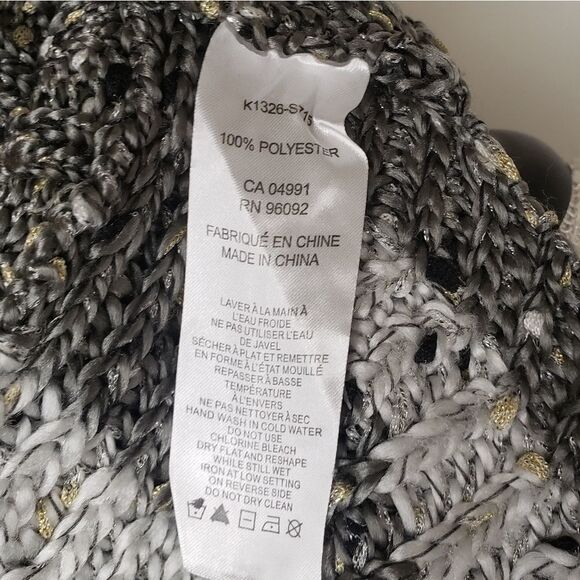 100% POLYESTER
CA 04991
RN 96092
FABRIQUÉ EN CHINE
MADE IN CHINA
LAVER À LA MAIN À
L'EAU FROIDE
NE PAS UTILISER L'EAU
DE JAVEL
SÉCHER À PLAT ET REMETTRE
EN FORME À L'ÉTAT MOUILLÉ
REPASSER À BASSE
TEMPÉRATURE
À L'ENVERS
NE PAS NETTOYER À SEC
HAND WASH IN COLD WATER
DO NOT USE
CHLORINE BLEACH
DRY FLAT AND RESHAPE
WHILE STILL WET
IRON AT LOW SETTING
ON REVERSE SIDE
DO NOT DRY CLEAN